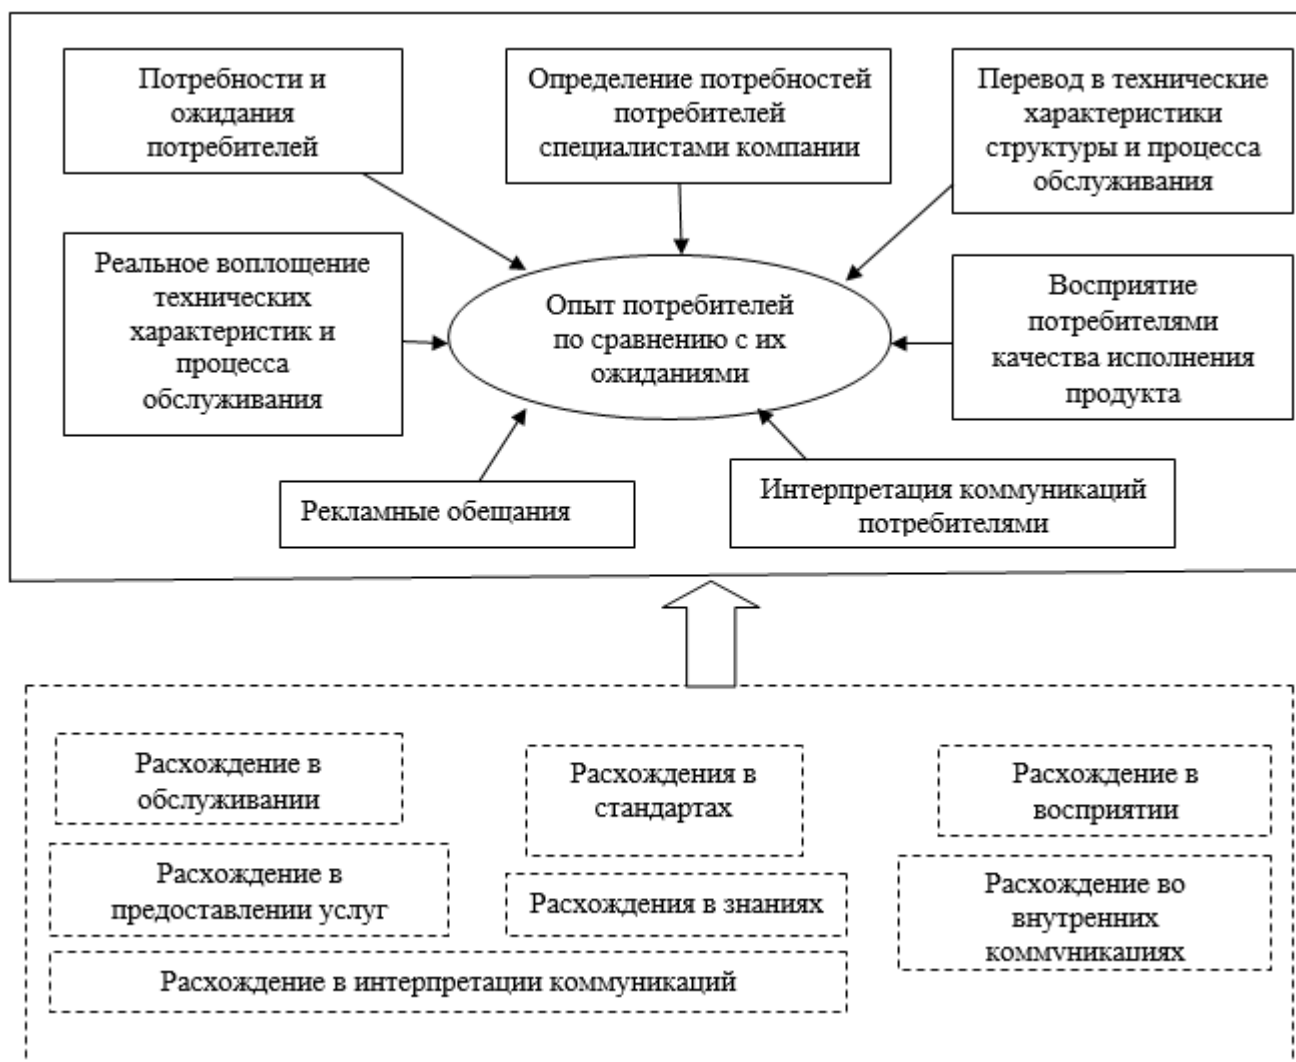 Потребности и
ожидания
потребителей
Определение потребностей
потребителей
специалистами компании
Перевод в технические
характеристики
структуры и процесса
обслуживания
Реальное воплощение
технических
характеристик и
процесса
обслуживания
Опыт потребителей
по сравнению с их
ожиданиями
Восприятие
потребителями
качества исполнения
продукта
Рекламные обещания
Интерпретация коммуникаций
потребителями
Расхождение в
обслуживании
Расхождения в
стандартах
Расхождение в
восприятии
Расхождение в
предоставлении услуг
Расхождения в знаниях
Расхождение во
внутренних
коммуникациях
Расхождение в интерпретации коммуникаций